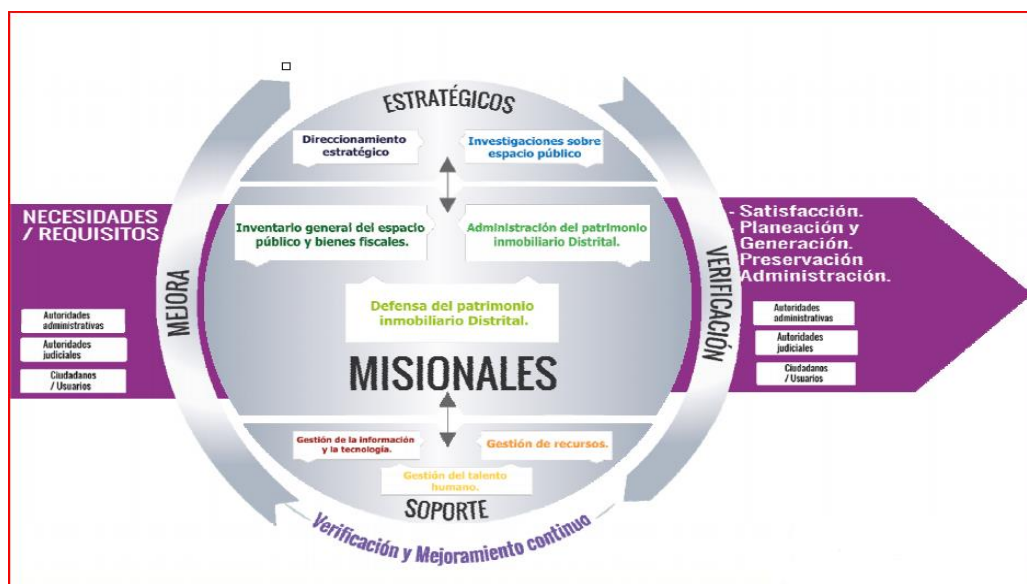 ESTRATÉGICOS
Direccionamiento
estratégico
Investigaciones sobre
espacio público
NECESIDADES
/ REQUISITOS
Autoridades
administrativas
Autoridades
judiciales
Ciudadanos
/ Usuarios
MEJORA
Inventario general del espacio
público y bienes fiscales.
Administración del patrimonio
inmobiliario Distrital.
Defensa del patrimonio
inmobiliario Distrital.
MISIONALES
VERIFICACIÓN
- Satisfacción.
- Planeación y
Generación.
Preservación
Administración.
Autoridades
administrativas
Autoridades
judiciales
Ciudadanos
/ Usuarios
Gestión de la información
y la tecnología.
Gestión de recursos.
Gestión del talento
humano.
SOPORTE
Verificación y Mejoramiento continuo